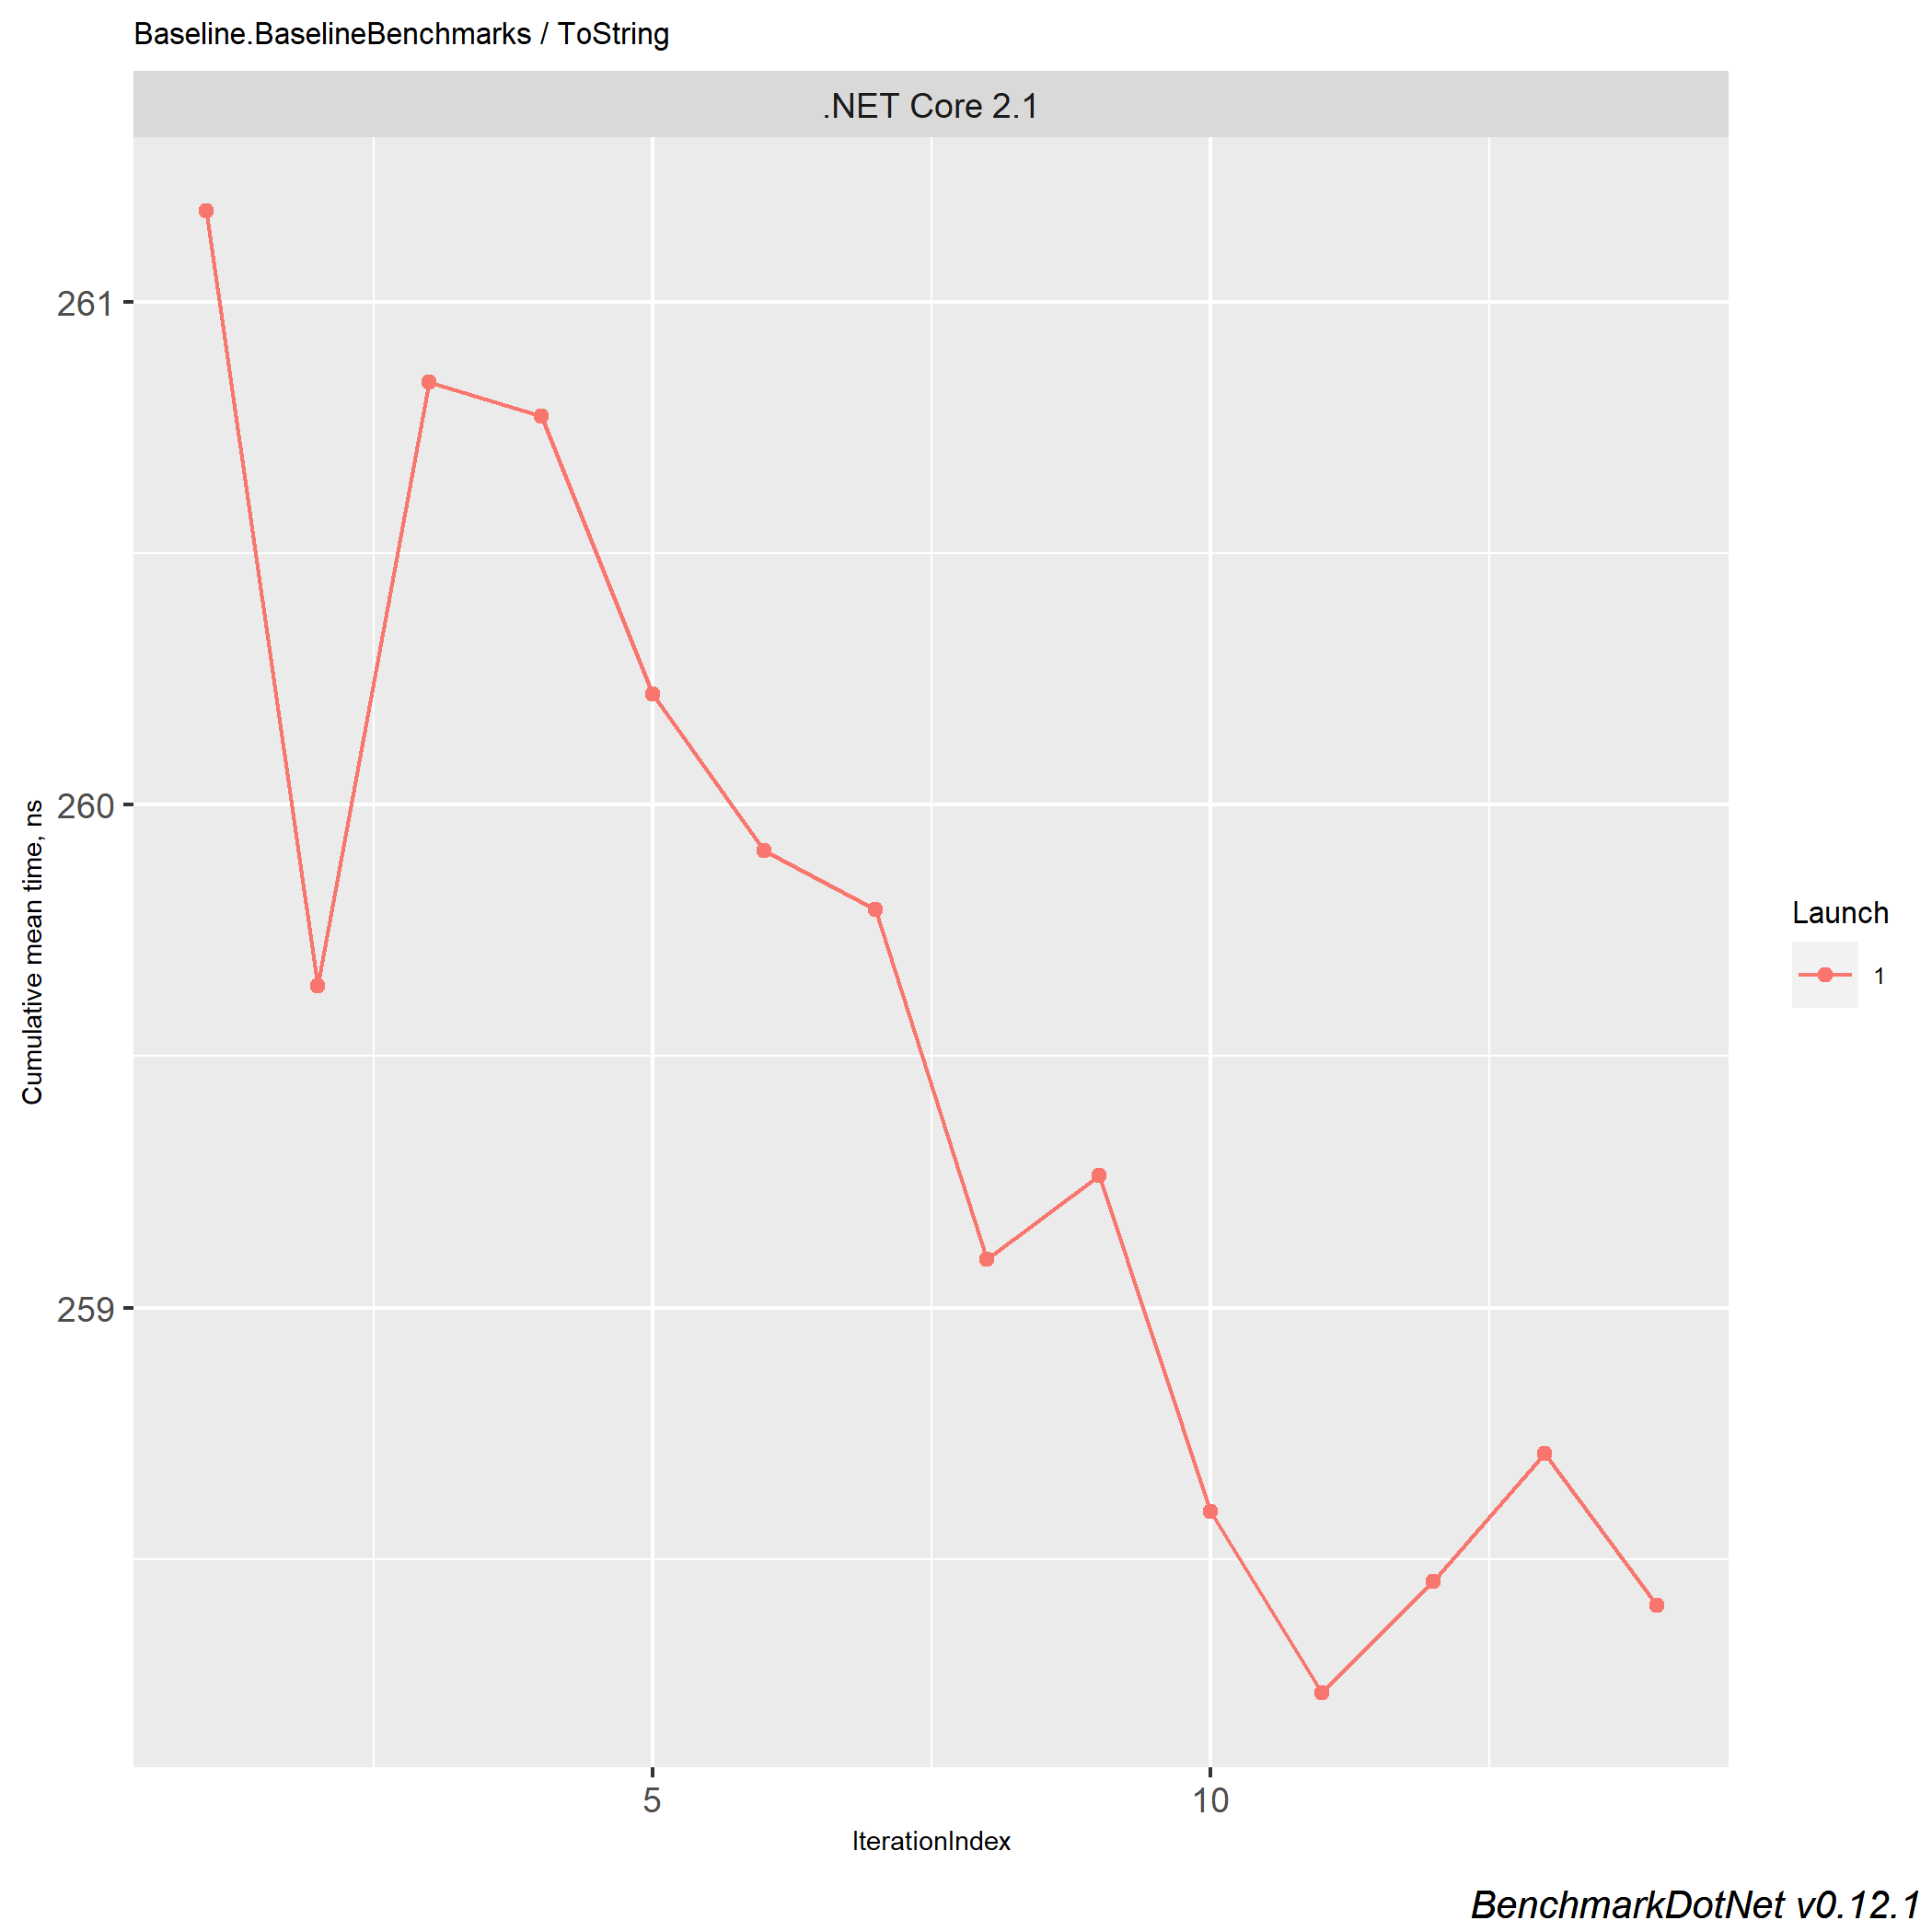 Baseline.BaselineBenchmarks / ToString
.NET Core 2.1
261
260
259
Cumulative mean time, ns
5
10
IterationIndex
Launch
1
BenchmarkDotNet v0.12.1